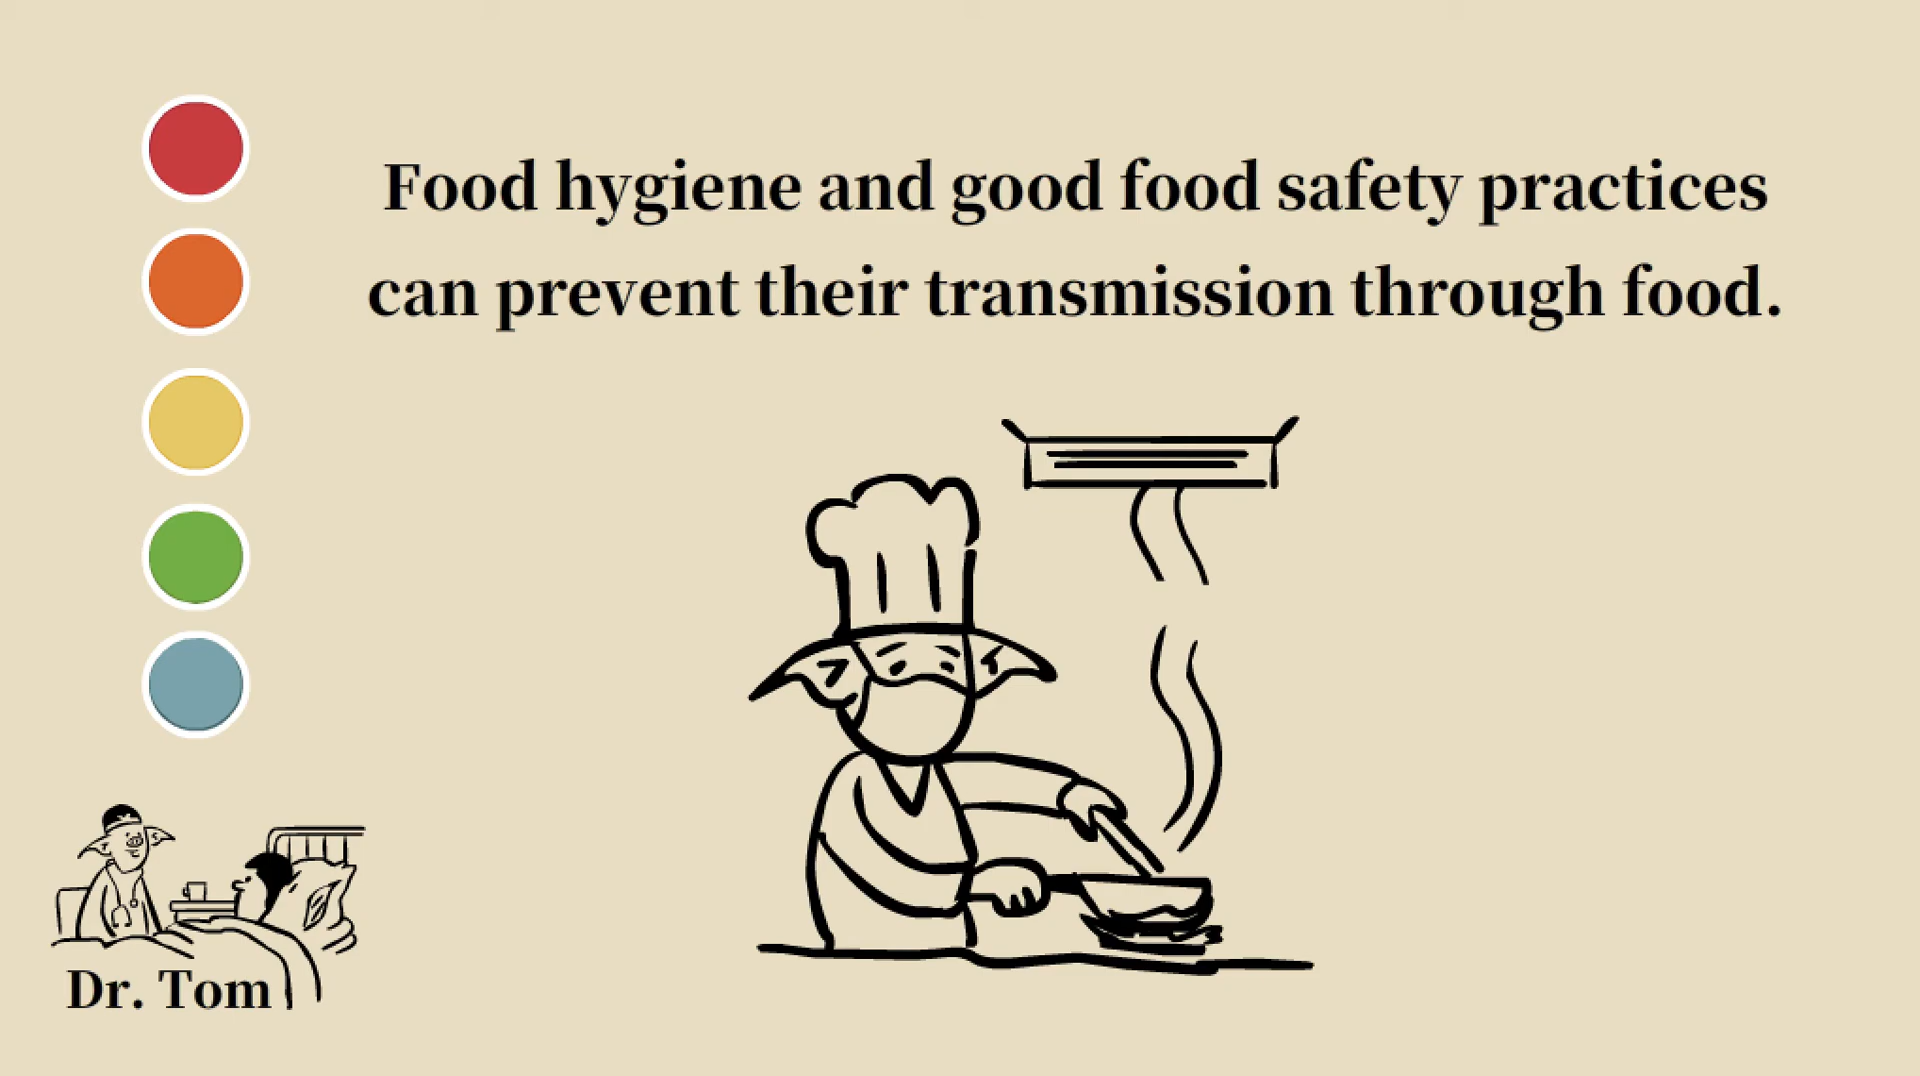 Food hygiene and good food safety practices
can prevent their transmission through food.
Dr. Tom